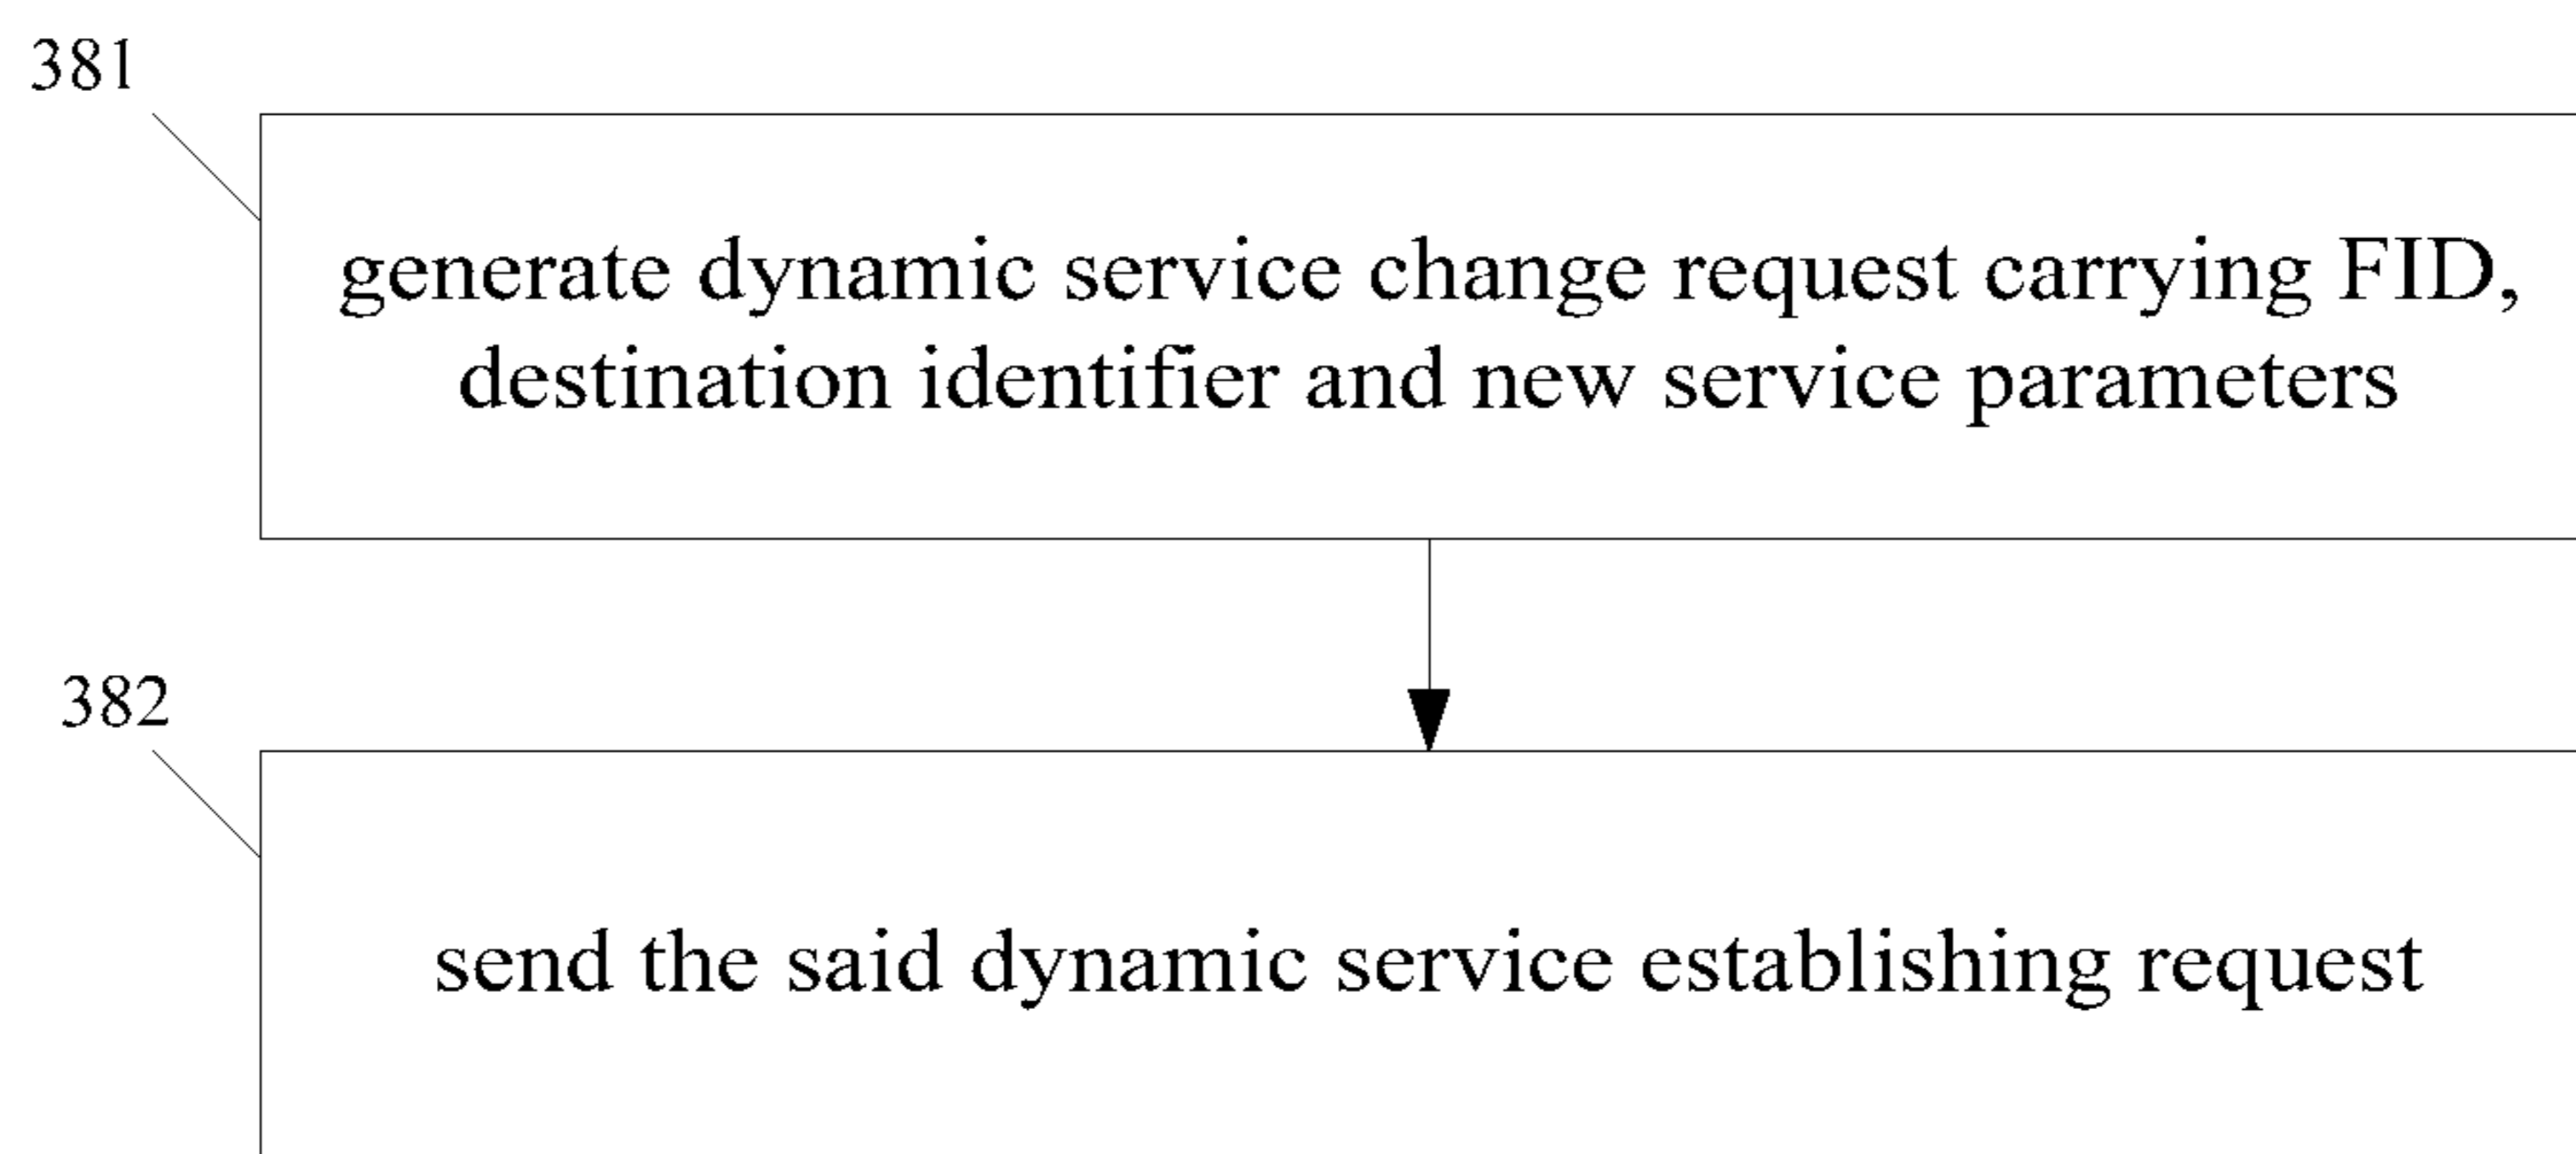 381
generate dynamic service change request carrying FID,
destination identifier and new service parameters
382
send the said dynamic service establishing request